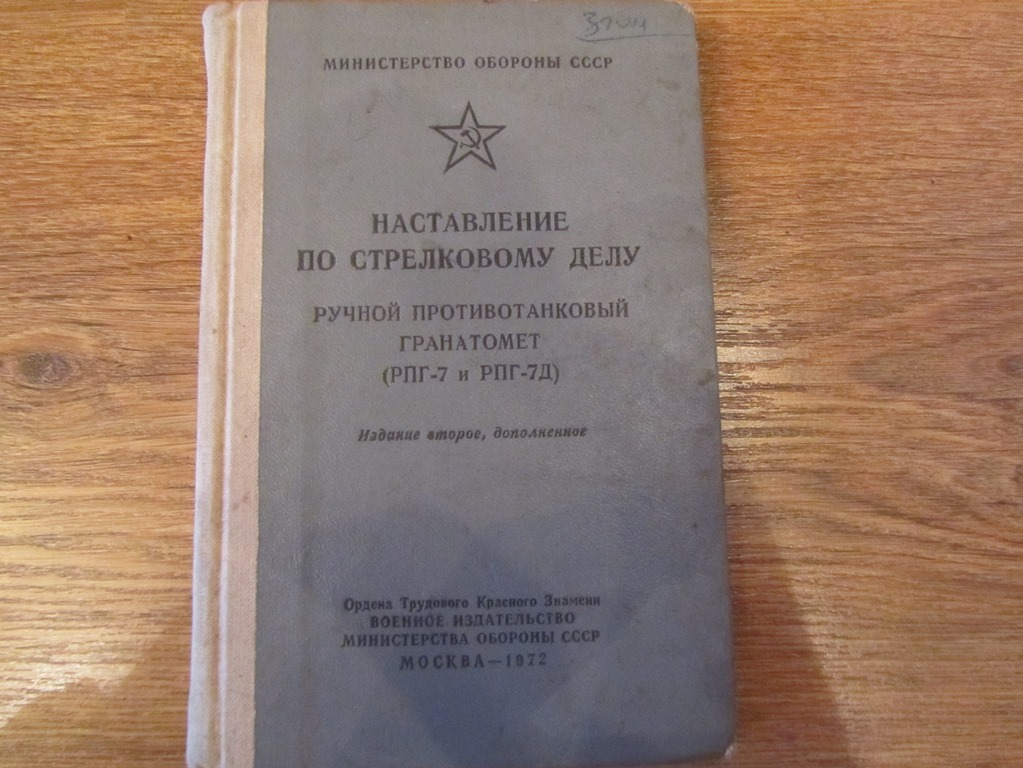 МИНИСТЕРСТВО ОБОРОНЫ СССР
НАСТАВЛЕНИЕ
ПО СТРЕЛКОВОМУ ДЕЛУ
РУЧНОЙ ПРОТИВОТАНКОВЫЙ
ГРАНАТОМЕТ
(РПГ-7 и РПГ-7Д)
Издание второе, дополненное
Ордена Трудового Красного Знамени
ВОЕННОЕ ИЗДАТЕЛЬСТВО
МИНИСТЕРСТВА ОБОРОНЫ СССР
МОСКВА—1972